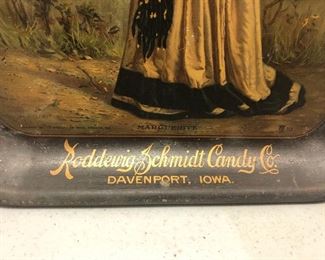 MARGUERITE
Roddewig Schmidt Candy Co.
DAVENPORT, IOWA.